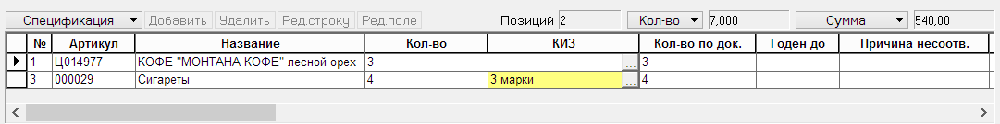 Спецификация Добавить Удалить Ред.строку Ред.поле Позиций 2 Кол-во 7,000 Сумма 540,00
№ Артикул Название Кол-во КИЗ Кол-во по док. Годен до Причина несоотв.
1 Ц014977 КОФЕ "МОНТАНА КОФЕ" лесной орех 3 ... 3
3 000029 Сигареты 4 3 марки ... 4